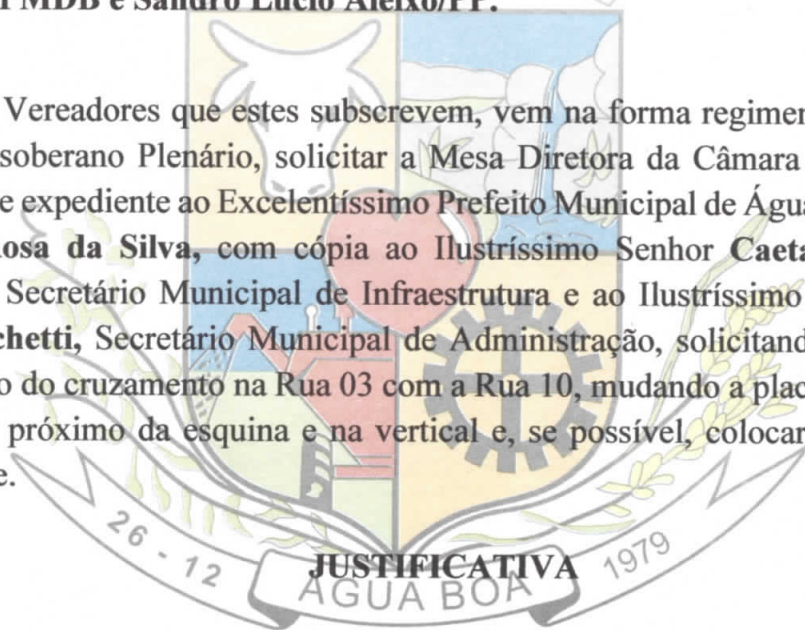 MDB e Sandro Lúcio Aleixo/PP.
Vereadores que estes subscrevem, vem na forma regimen
soberano Plenário, solicitar a Mesa Diretora da Câmara
e expediente ao Excelentíssimo Prefeito Municipal de Água
osa da Silva, com cópia ao Ilustríssimo Senhor Caeta
Secretário Municipal de Infraestrutura e ao Ilustríssimo
chetti, Secretário Municipal de Administração, solicitand
o do cruzamento na Rua 03 com a Rua 10, mudando a plac
próximo da esquina e na vertical e, se possível, colocar
e.
JUSTIFICATIVA
26 - 12
ÁGUA BOA
1979